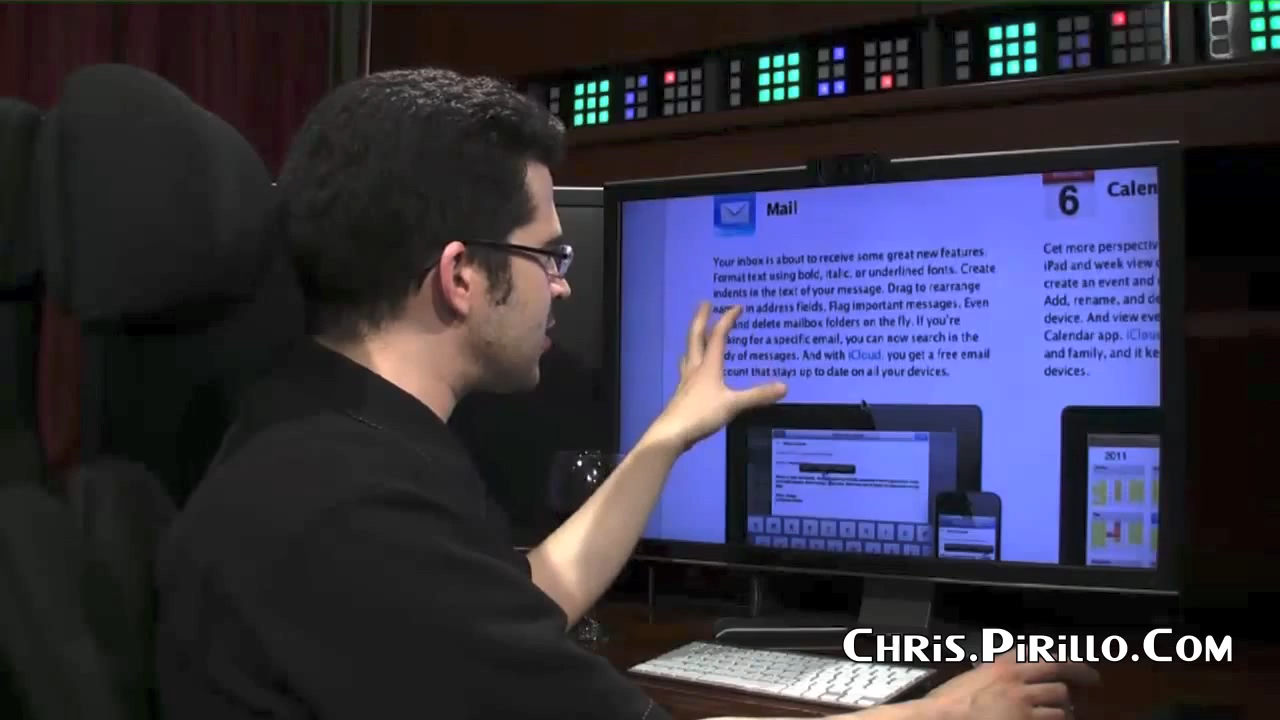 Mail
Your inbox is about to receive some great new features.
Format text using bold, italic, or underlined fonts. Create
indents in the text of your message. Drag to rearrange
in address fields. Flag important messages. Even
and delete mailbox folders on the fly. If you're
for a specific email, you can now search in the
of messages. And with iCloud, you get a free email
that stays up to date on all your devices.
6
Calen
Get more perspectiv
iPad and week view o
create an event and
Add, rename, and de
device. And view eve
Calendar app. iClou
and family, and it ke
devices.
2011
Chris.Pirillo.Com